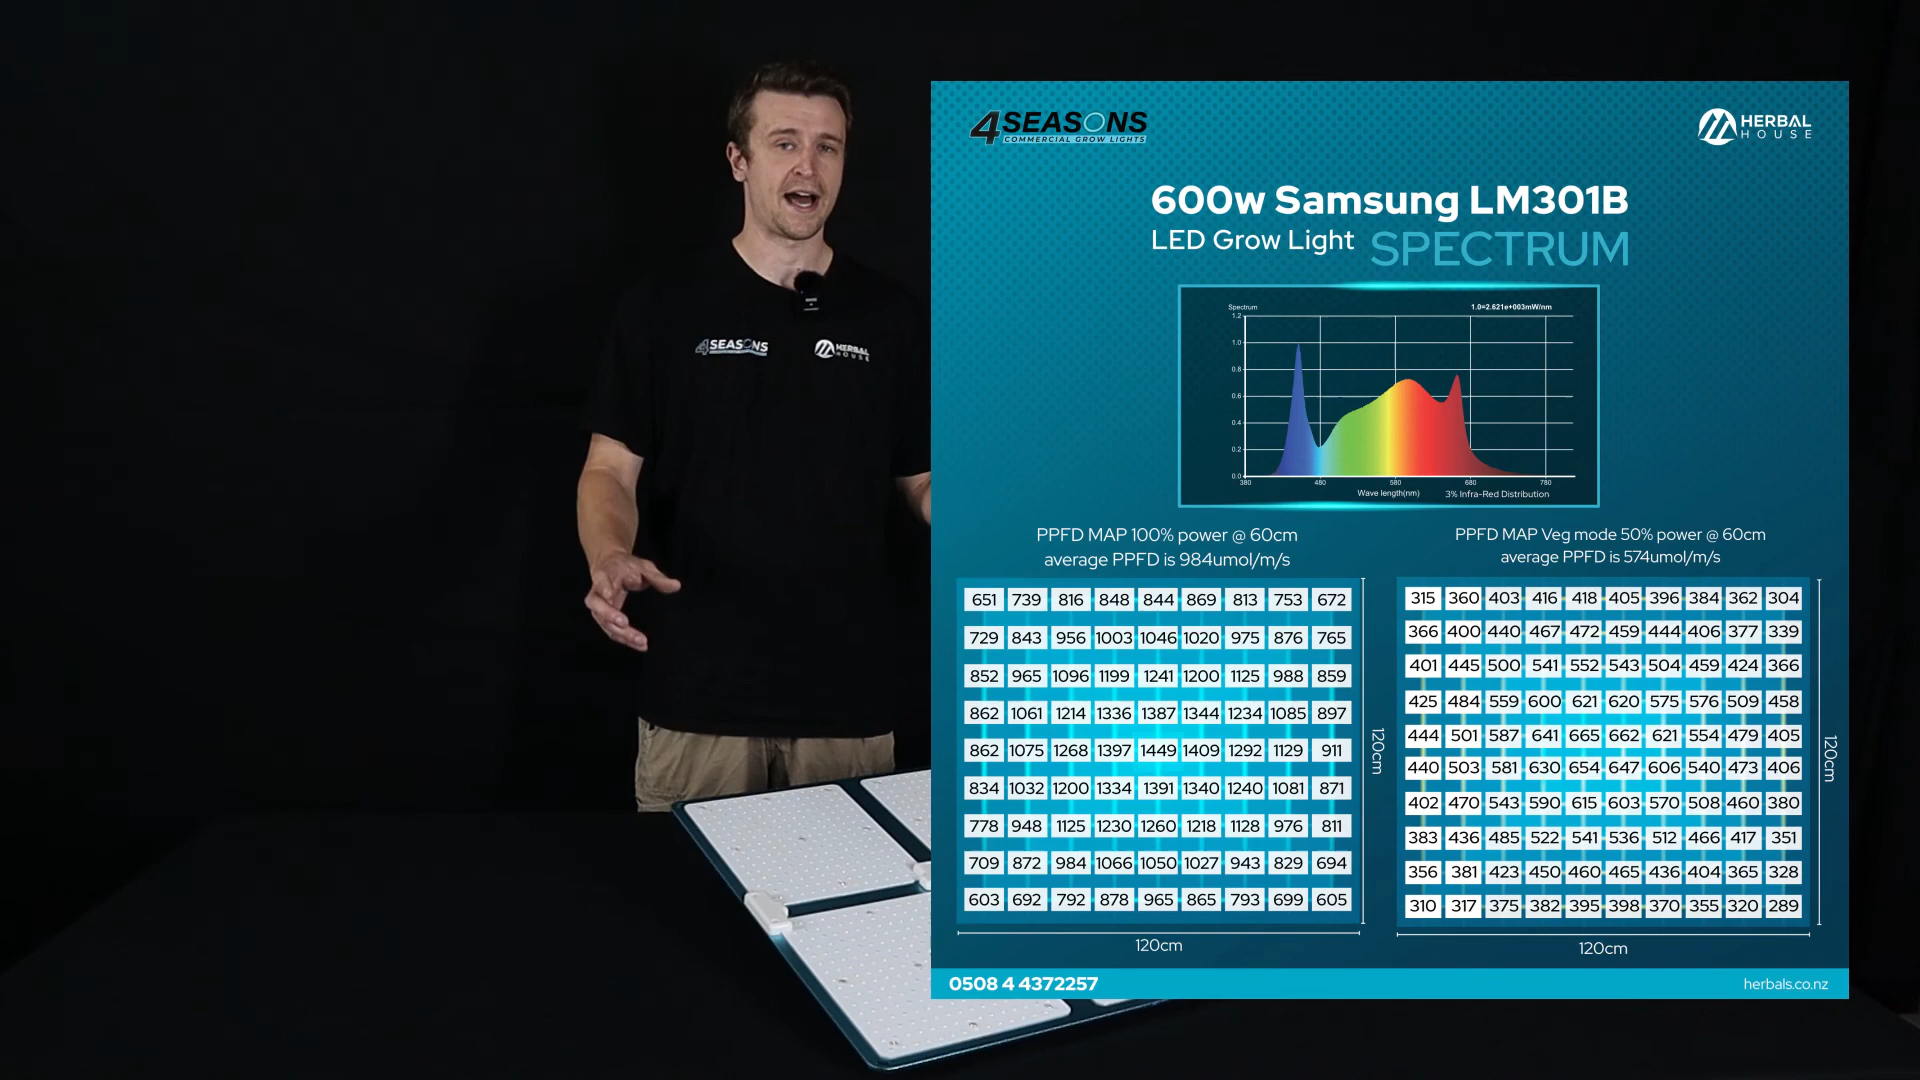 4SEASONS
COMMERCIAL GROW LIGHTS
HERBAL
HOUSE
600w Samsung LM301B
LED Grow Light SPECTRUM
Spectrum
1.0=2.621e+003mW/nm
1.2
1.0
0.8
0.6
0.4
0.2
0.0
380 480 580 680 780
Wave length(nm) 3% Infra-Red Distribution
PPFD MAP 100% power @ 60cm
average PPFD is 984umol/m/s
651 739 816 848 844 869 813 753 672
729 843 956 1003 1046 1020 975 876 765
852 965 1096 1199 1241 1200 1125 988 859
862 1061 1214 1336 1387 1344 1234 1085 897
862 1075 1268 1397 1449 1409 1292 1129 911
834 1032 1200 1334 1391 1340 1240 1081 871
778 948 1125 1230 1260 1218 1128 976 811
709 872 984 1066 1050 1027 943 829 694
603 692 792 878 965 865 793 699 605
120cm
120cm
PPFD MAP Veg mode 50% power @ 60cm
average PPFD is 574umol/m/s
315 360 403 416 418 405 396 384 362 304
366 400 440 467 472 459 444 406 377 339
401 445 500 541 552 543 504 459 424 366
425 484 559 600 621 620 575 576 509 458
444 501 587 641 665 662 621 554 479 405
440 503 581 630 654 647 606 540 473 406
402 470 543 590 615 603 570 508 460 380
383 436 485 522 541 536 512 466 417 351
356 381 423 450 460 465 436 404 365 328
310 317 375 382 395 398 370 355 320 289
120cm
120cm
0508 4 4372257
herbals.co.nz
4SEASONS
HERBAL
HOUSE